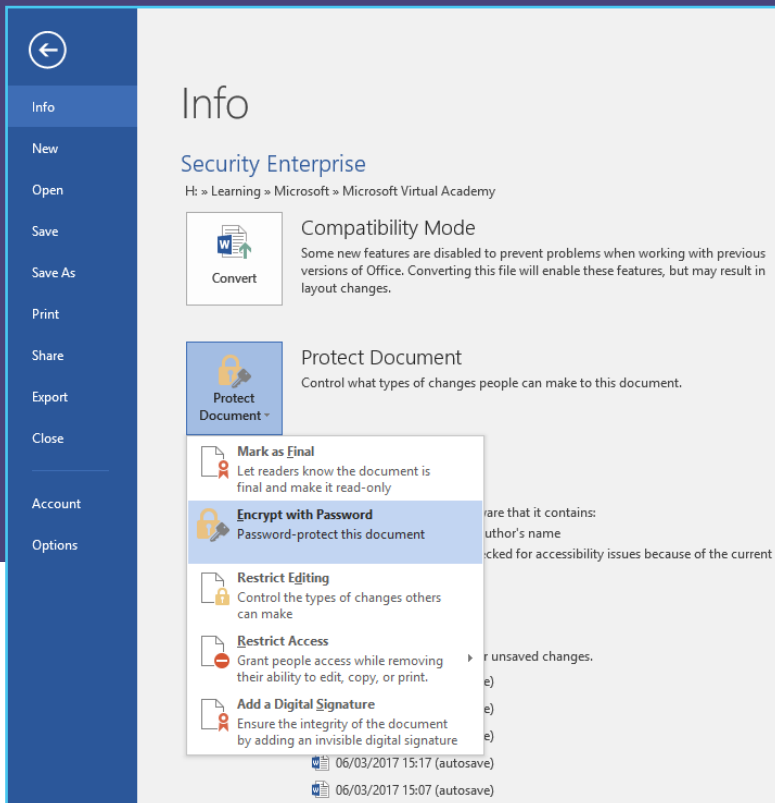 Info
New
Open
Save
Save As
Print
Share
Export
Close
Account
Options
Info
Security Enterprise
H: » Learning » Microsoft » Microsoft Virtual Academy
Convert
Compatibility Mode
Some new features are disabled to prevent problems when working with previous
versions of Office. Converting this file will enable these features, but may result in
layout changes.
Protect
Document
Protect Document
Control what types of changes people can make to this document.
Mark as Final
Let readers know the document is
final and make it read-only
Encrypt with Password
Password-protect this document
Restrict Editing
Control the types of changes others
can make
Restrict Access
Grant people access while removing
their ability to edit, copy, or print.
Add a Digital Signature
Ensure the integrity of the document
by adding an invisible digital signature
that it contains:
name
for accessibility issues because of the current
unsaved changes.
06/03/2017 15:17 (autosave)
06/03/2017 15:07 (autosave)